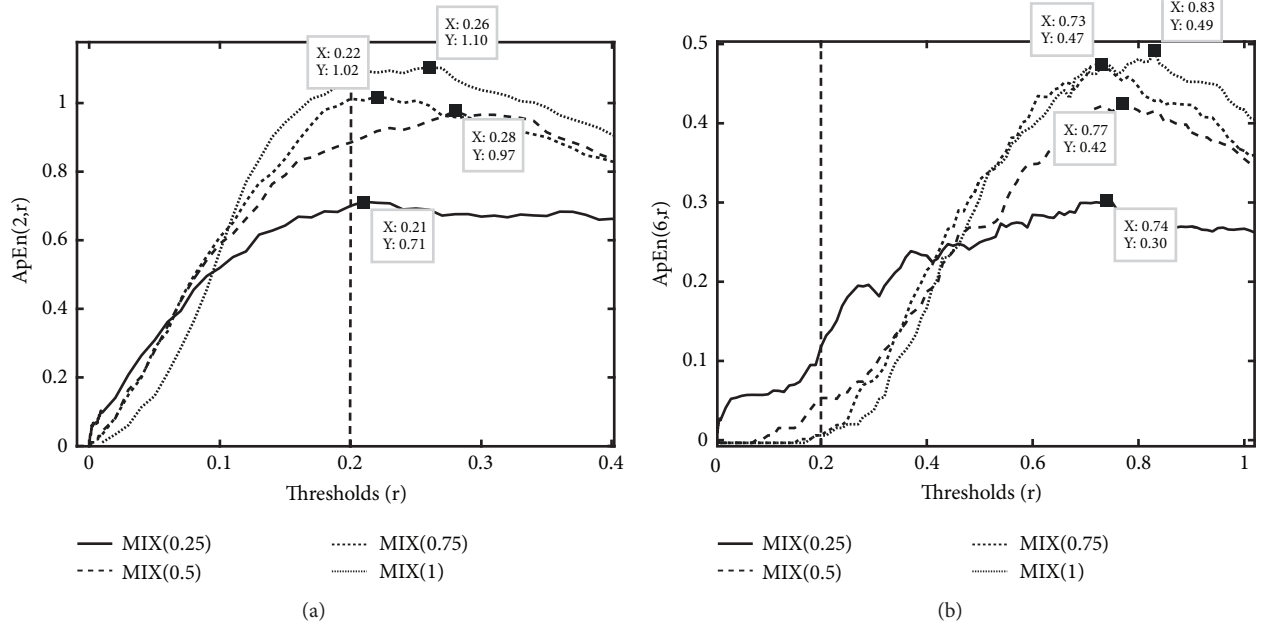 X: 0.26
Y: 1.10
X: 0.22
Y: 1.02
X: 0.28
Y: 0.97
X: 0.21
Y: 0.71
ApEn(2,r)
1
0.8
0.6
0.4
0.2
0
0
0.1
0.2
0.3
0.4
Thresholds (r)
MIX(0.25)
MIX(0.5)
MIX(0.75)
MIX(1)
(a)
X: 0.83
Y: 0.49
X: 0.73
Y: 0.47
X: 0.77
Y: 0.42
X: 0.74
Y: 0.30
ApEn(6,r)
0.5
0.4
0.3
0.2
0.1
0
0
0.2
0.4
0.6
0.8
1
Thresholds (r)
MIX(0.25)
MIX(0.5)
MIX(0.75)
MIX(1)
(b)